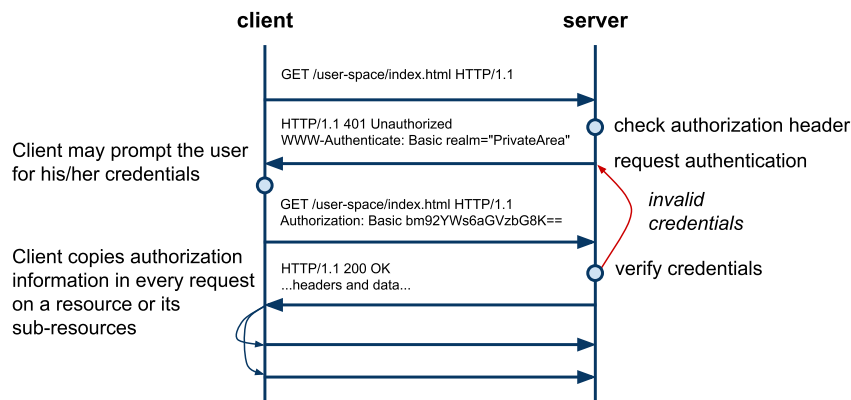 client
server
GET /user-space/index.html HTTP/1.1
HTTP/1.1 401 Unauthorized
WWW-Authenticate: Basic realm="PrivateArea"
check authorization header
request authentication
Client may prompt the user
for his/her credentials
GET /user-space/index.html HTTP/1.1
Authorization: Basic bm92YWs6aGVzbG8K==
invalid
credentials
Client copies authorization
information in every request
on a resource or its
sub-resources
HTTP/1.1 200 OK
...headers and data...
verify credentials